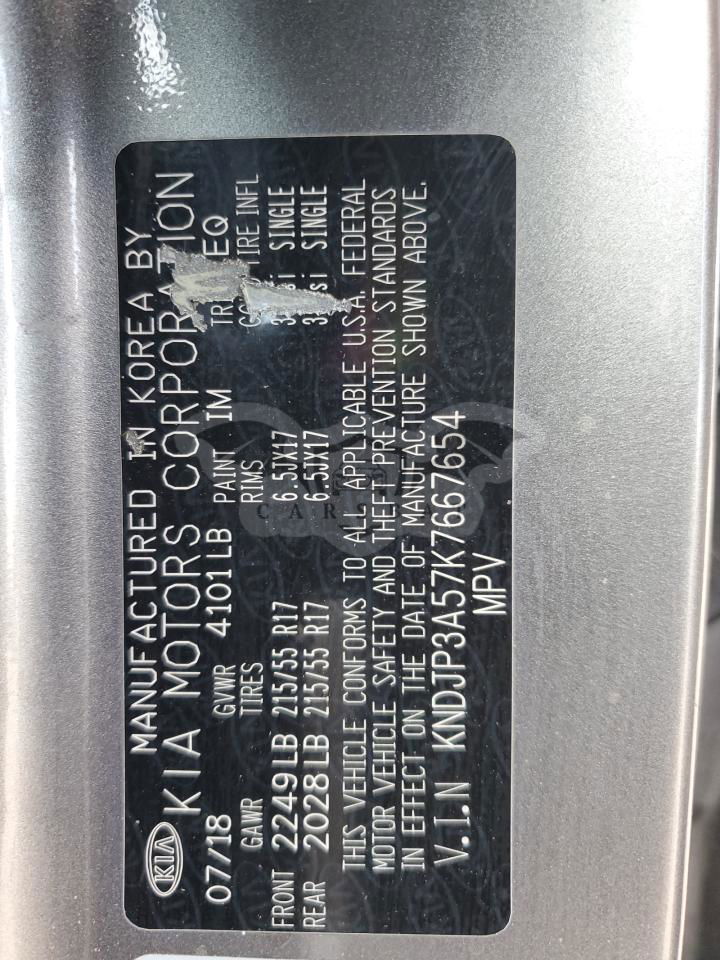 KIA MANUFACTURED IN KOREA BY
KIA MOTORS CORPORATION
07/18 GVWR 4101LB PAINT IM EQ
GAWR TIRES RIMS TIRE INFL
FRONT 2249LB 215/55 R17 6.5JX17 SINGLE
REAR 2028LB 215/55 R17 6.5JX17 SINGLE
THIS VEHICLE CONFORMS TO ALL APPLICABLE U.S.A. FEDERAL
MOTOR VEHICLE SAFETY AND THEFT PREVENTION STANDARDS
IN EFFECT ON THE DATE OF MANUFACTURE SHOWN ABOVE.
V.I.N KNDJP3A57K7667654
MPV